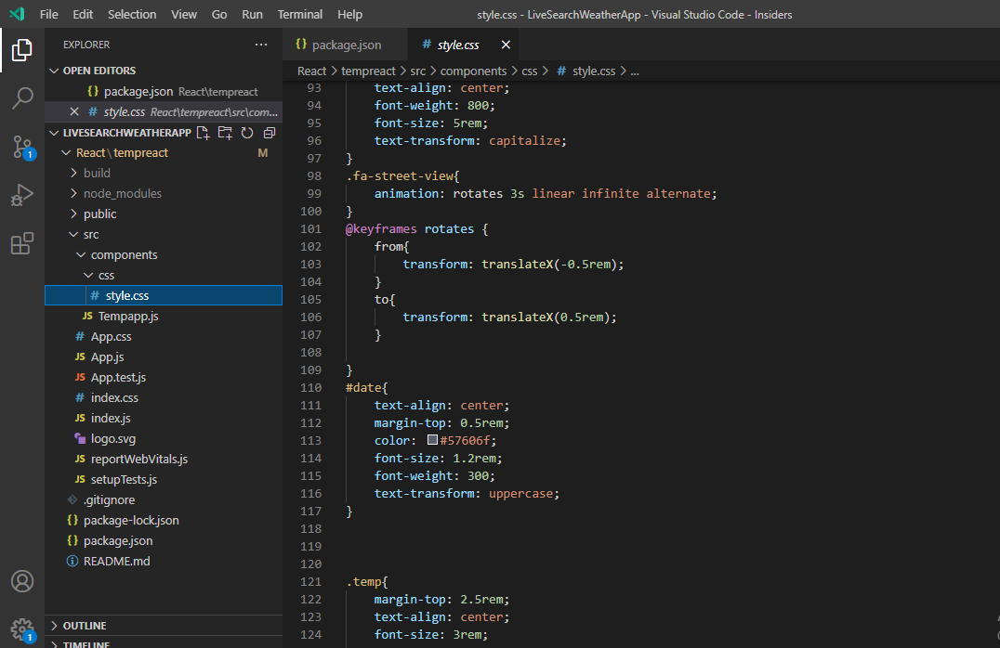 File Edit Selection View Go Run Terminal Help style.css - LiveSearchWeatherApp - Visual Studio Code - Insiders
EXPLORER ...
OPEN EDITORS
{} package.json React\tempreact
× # style.css React\tempreact\src\com...
LIVESEARCHWEATHERAPP
React\tempreact M
build
node_modules
public
src
components
css
# style.css
JS Tempapp.js
# App.css
JS App.js
JS App.test.js
# index.css
JS index.js
logo.svg
JS reportWebVitals.js
JS setupTests.js
.gitignore
{} package-lock.json
{} package.json
README.md
OUTLINE
TIMELINE
1
1
{} package.json # style.css ×
React > tempreact > src > components > css > # style.css > ...
93 text-align: center;
94 font-weight: 800;
95 font-size: 5rem;
96 text-transform: capitalize;
97 }
98 .fa-street-view{
99 animation: rotates 3s linear infinite alternate;
100 }
101 @keyframes rotates {
102 from{
103 transform: translateX(-0.5rem);
104 }
105 to{
106 transform: translateX(0.5rem);
107 }
108
109 }
110 #date{
111 text-align: center;
112 margin-top: 0.5rem;
113 color: #57606f;
114 font-size: 1.2rem;
115 font-weight: 300;
116 text-transform: uppercase;
117 }
118
119
120
121 .temp{
122 margin-top: 2.5rem;
123 text-align: center;
124 font-size: 3rem;